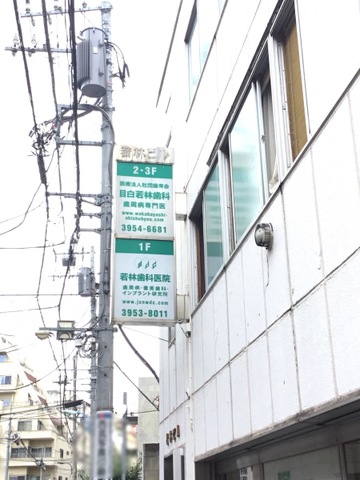 若林ビル
2・3F
医療法人社団歯周会
目白若林歯科
歯周病専門医
www.wakabayashi-
shishubyou.com
3954-6681
1F
若林歯科医院
歯周病・審美歯科・
インプラント研究所
www.jsswdc.com
3953-8011